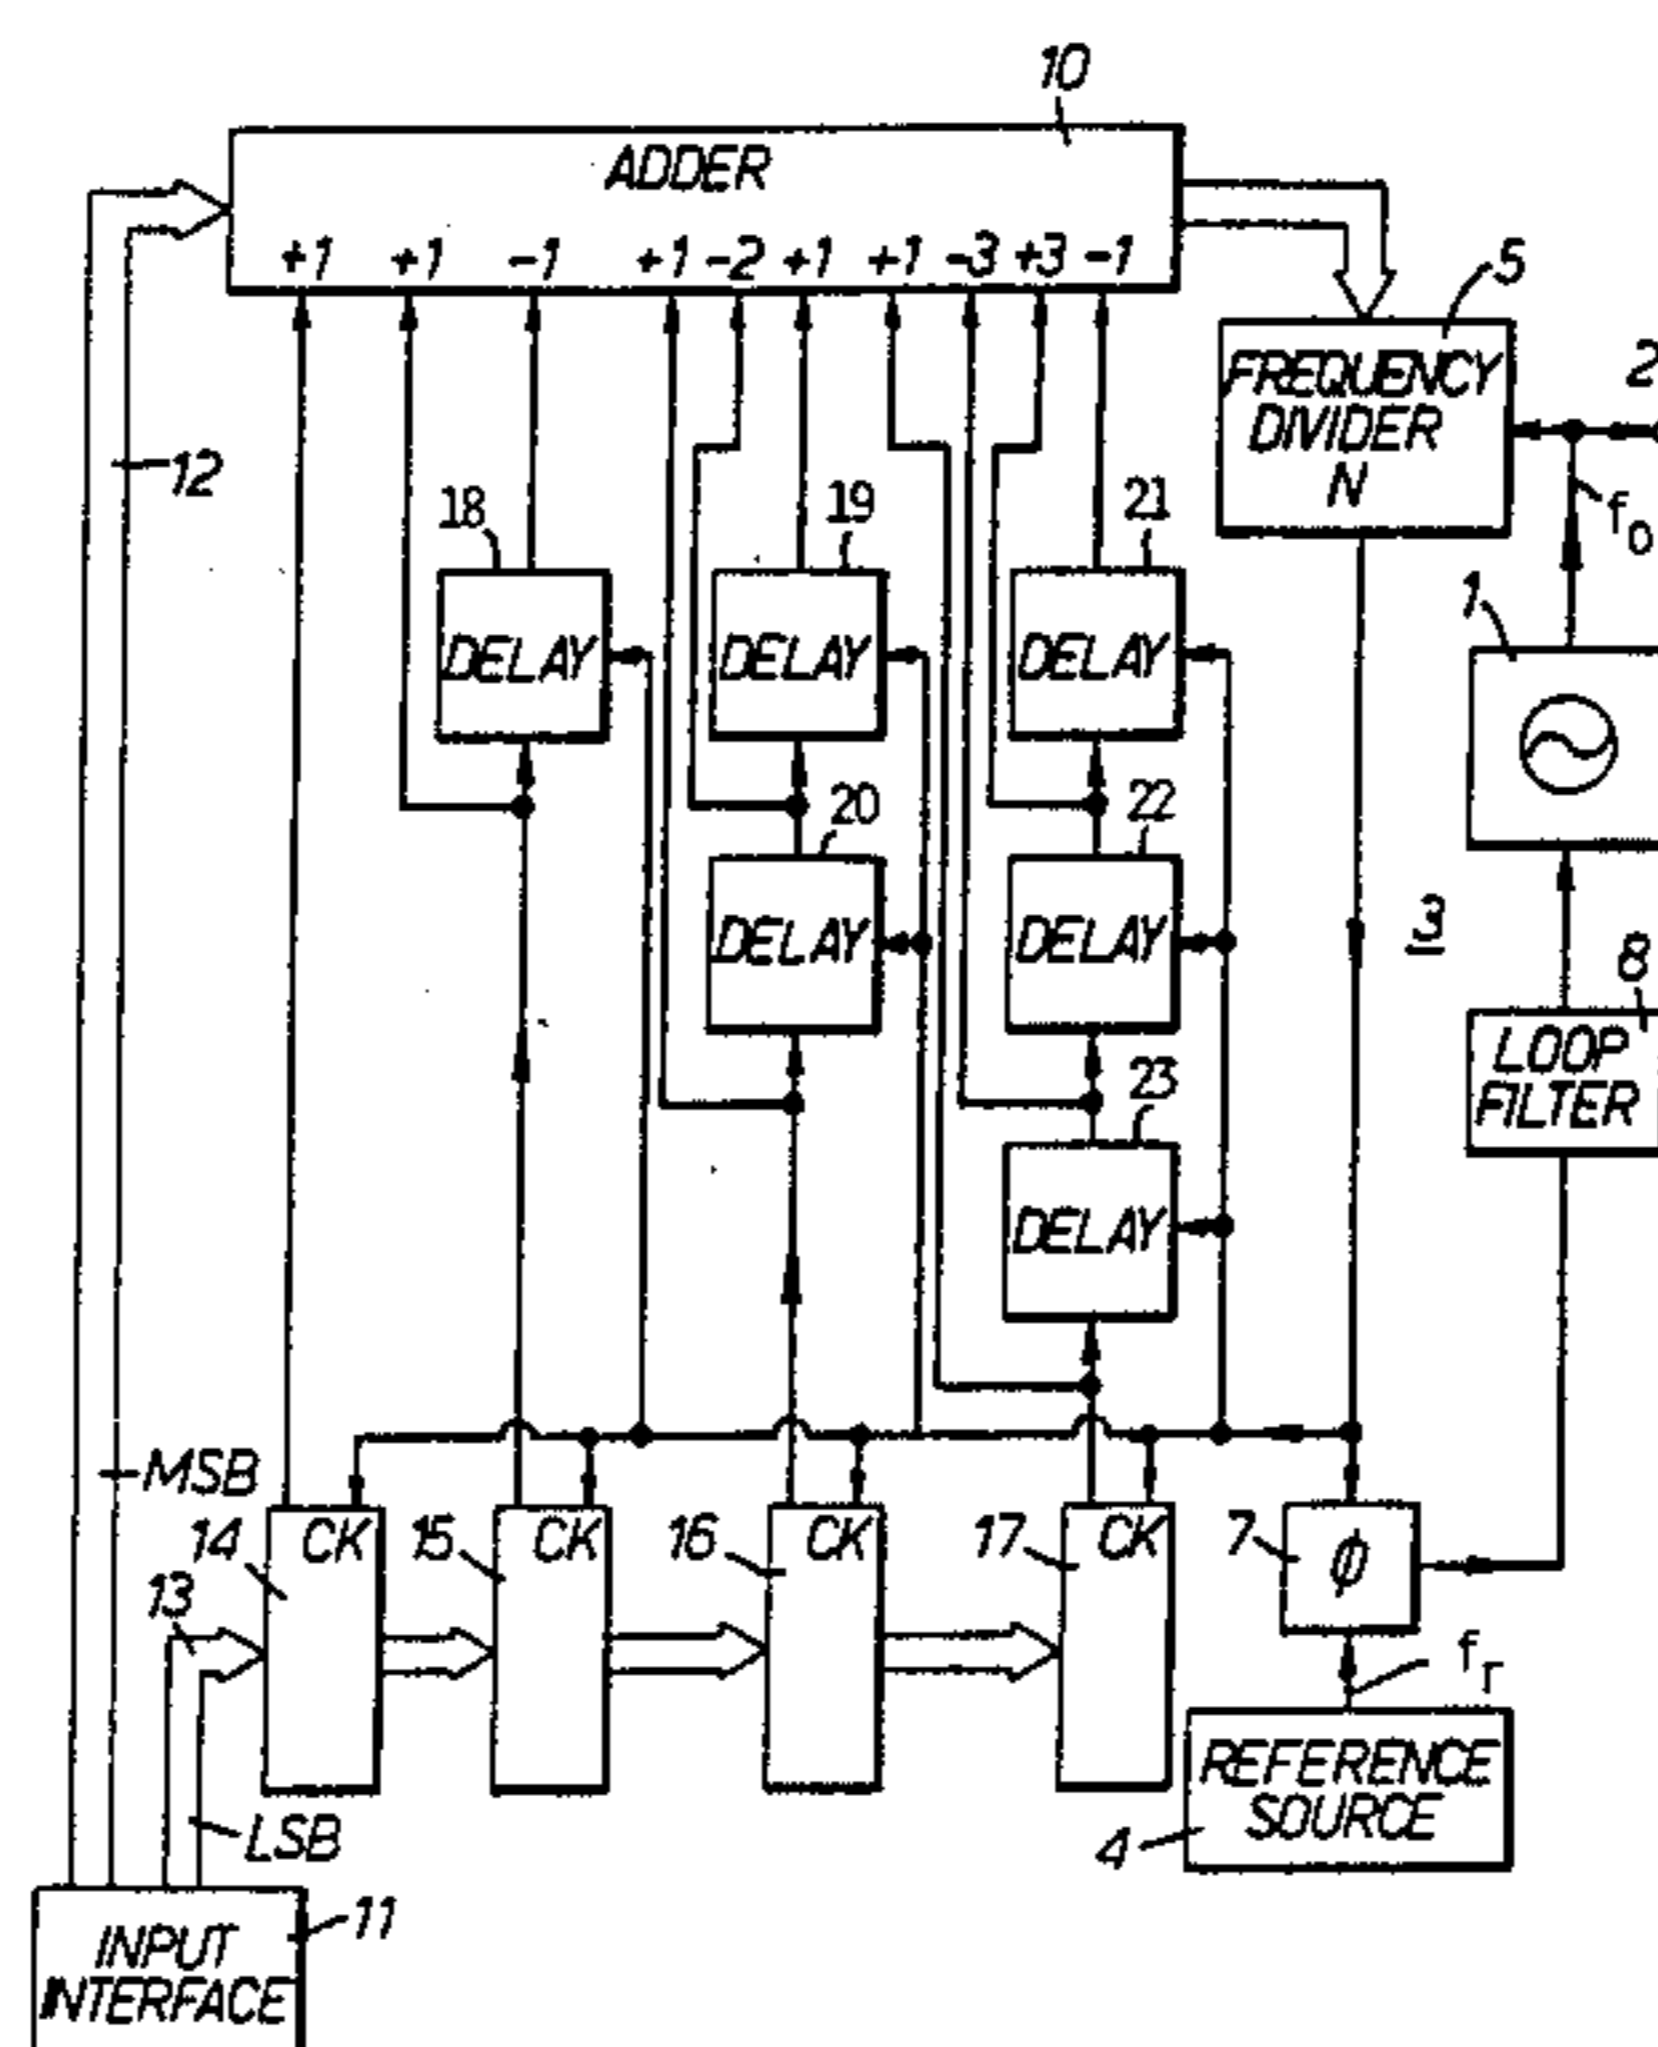 10
ADDER
+1 +1 -1 +1 -2 +1 +1 -3 +3 -1
5
FREQUENCY
DIVIDER
N
2
12
18
19
21
fo
1
DELAY
DELAY
DELAY
20
22
DELAY
DELAY
3
8
LOOP
FILTER
23
DELAY
MSB
14
CK
15
CK
16
CK
17
CK
7
ϕ
13
fr
LSB
REFERENCE
SOURCE
4
11
INPUT
INTERFACE